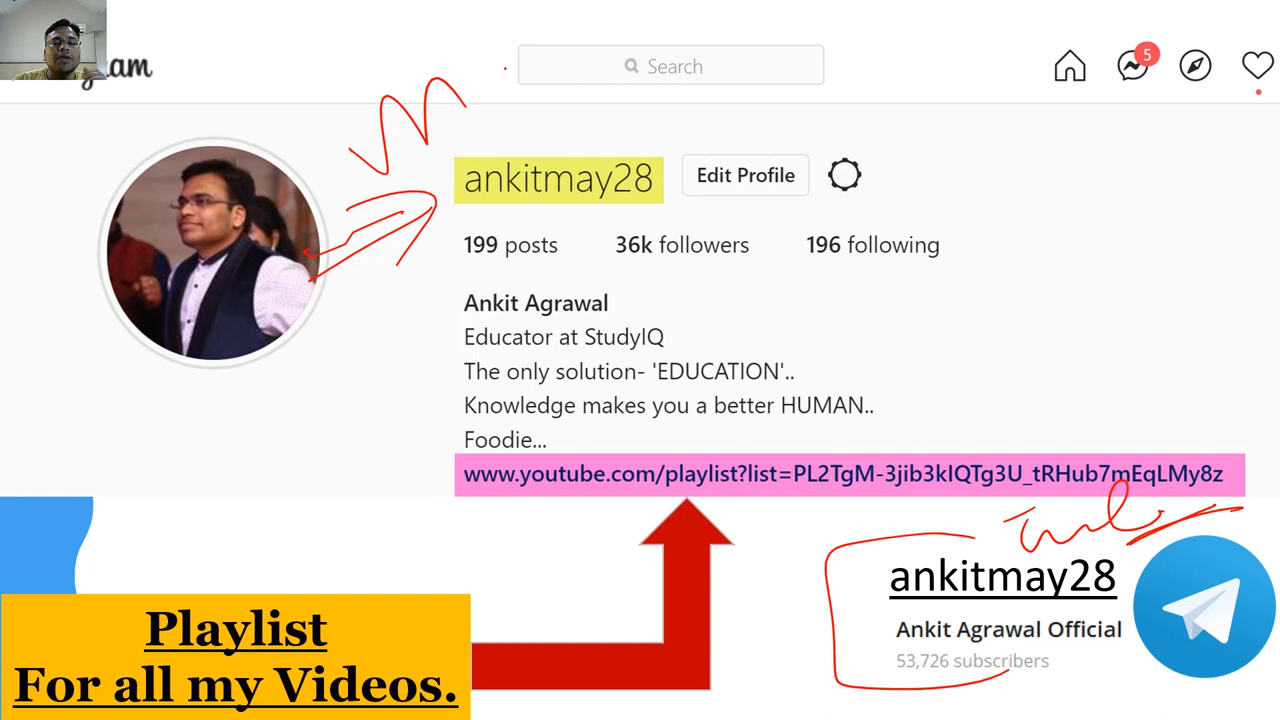 Search
5
ankitmay28
Edit Profile
199 posts 36k followers 196 following
Ankit Agrawal
Educator at StudyIQ
The only solution- 'EDUCATION'..
Knowledge makes you a better HUMAN..
Foodie...
www.youtube.com/playlist?list=PL2TgM-3jib3kIQTg3U_tRHub7mEqLMy8z
ankitmay28
Ankit Agrawal Official
53,726 subscribers
Playlist
For all my Videos.